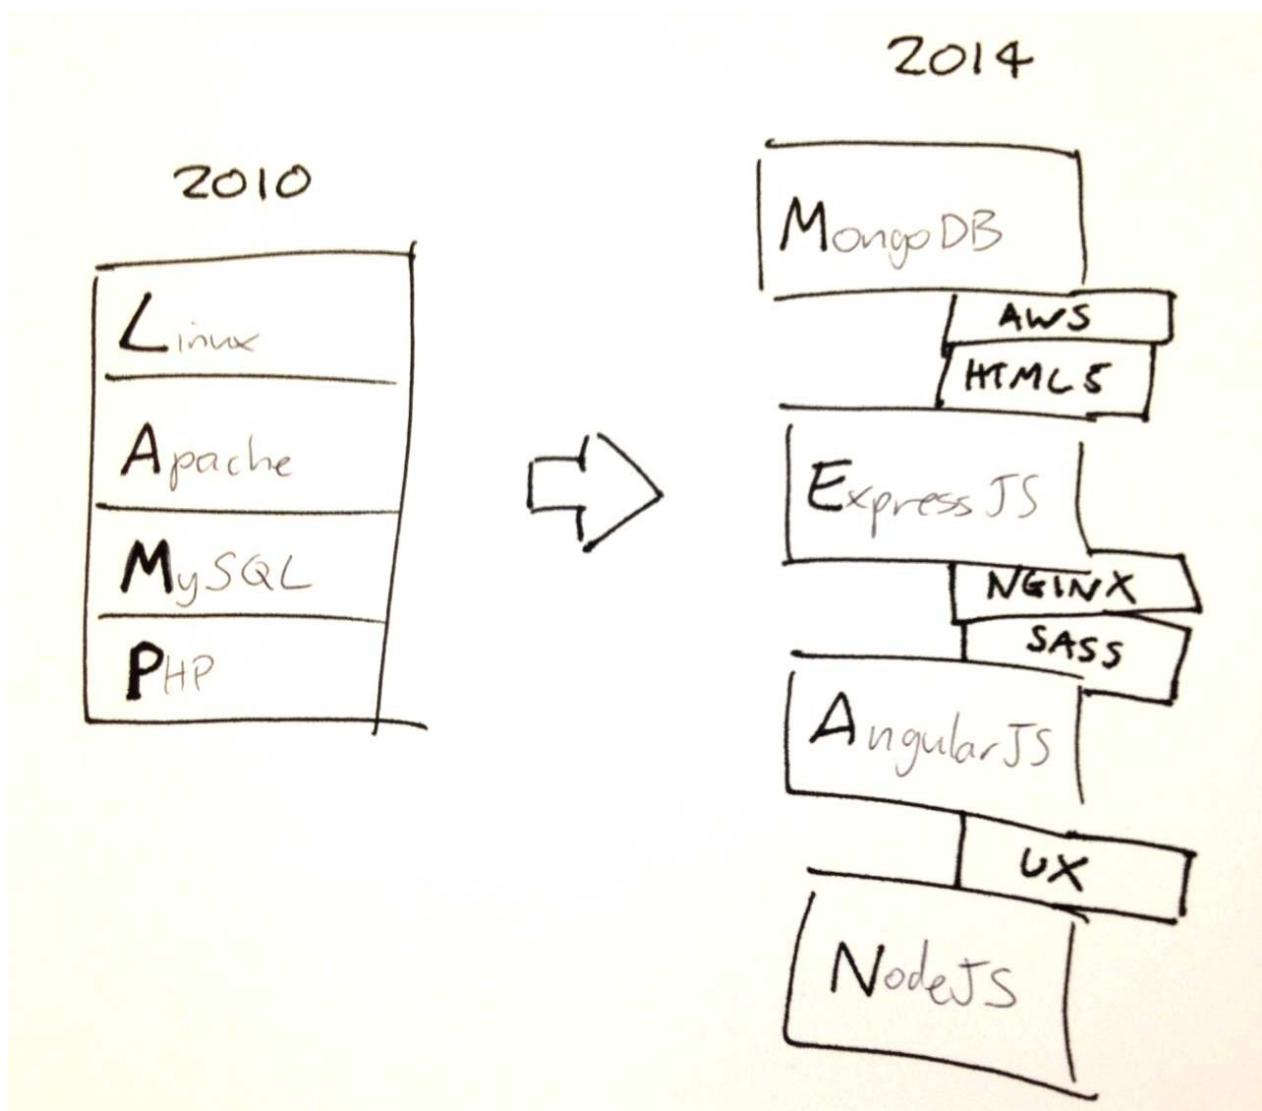 2010
Linux
Apache
MySQL
PHP
2014
MongoDB
AWS
HTML5
ExpressJS
NGINX
SASS
AngularJS
UX
NodeJS